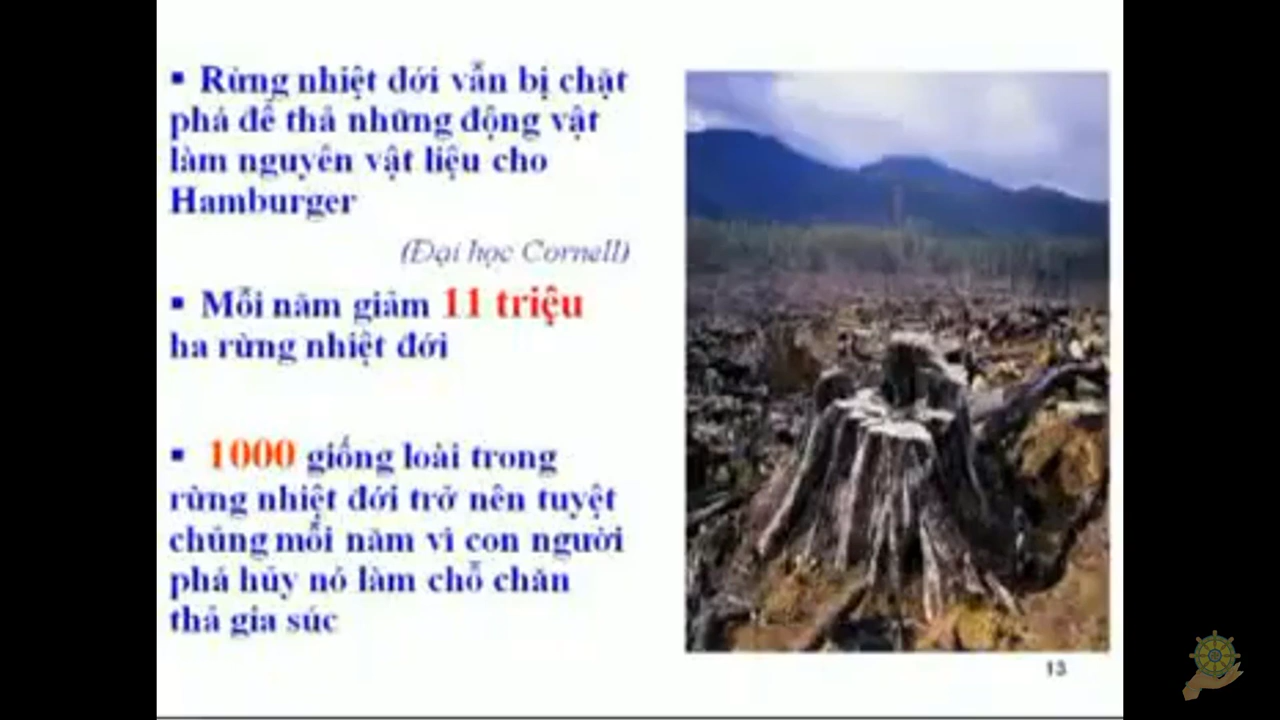 ▪ Rừng nhiệt đới vẫn bị chặt
phá để thả những động vật
làm nguyên vật liệu cho
Hamburger
(Đại học Cornell)
▪ Mỗi năm giảm 11 triệu
ha rừng nhiệt đới
▪ 1000 giống loài trong
rừng nhiệt đới trở nên tuyệt
chủng mỗi năm vì con người
phá hủy nó làm chỗ chăn
thả gia súc
13